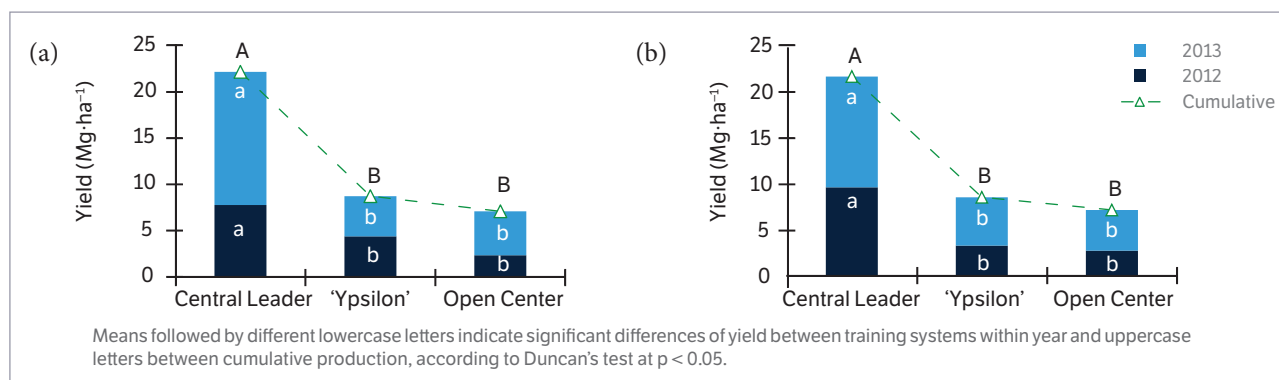 (a)
Yield (Mg·ha⁻¹)
25
20
15
10
5
0
A
a
a
B
b
b
B
b
b
Central Leader
'Ypsilon'
Open Center
(b)
Yield (Mg·ha⁻¹)
25
20
15
10
5
0
A
a
a
B
b
b
B
b
b
Central Leader
'Ypsilon'
Open Center
2013
2012
Cumulative
Means followed by different lowercase letters indicate significant differences of yield between training systems within year and uppercase
letters between cumulative production, according to Duncan's test at p < 0.05.